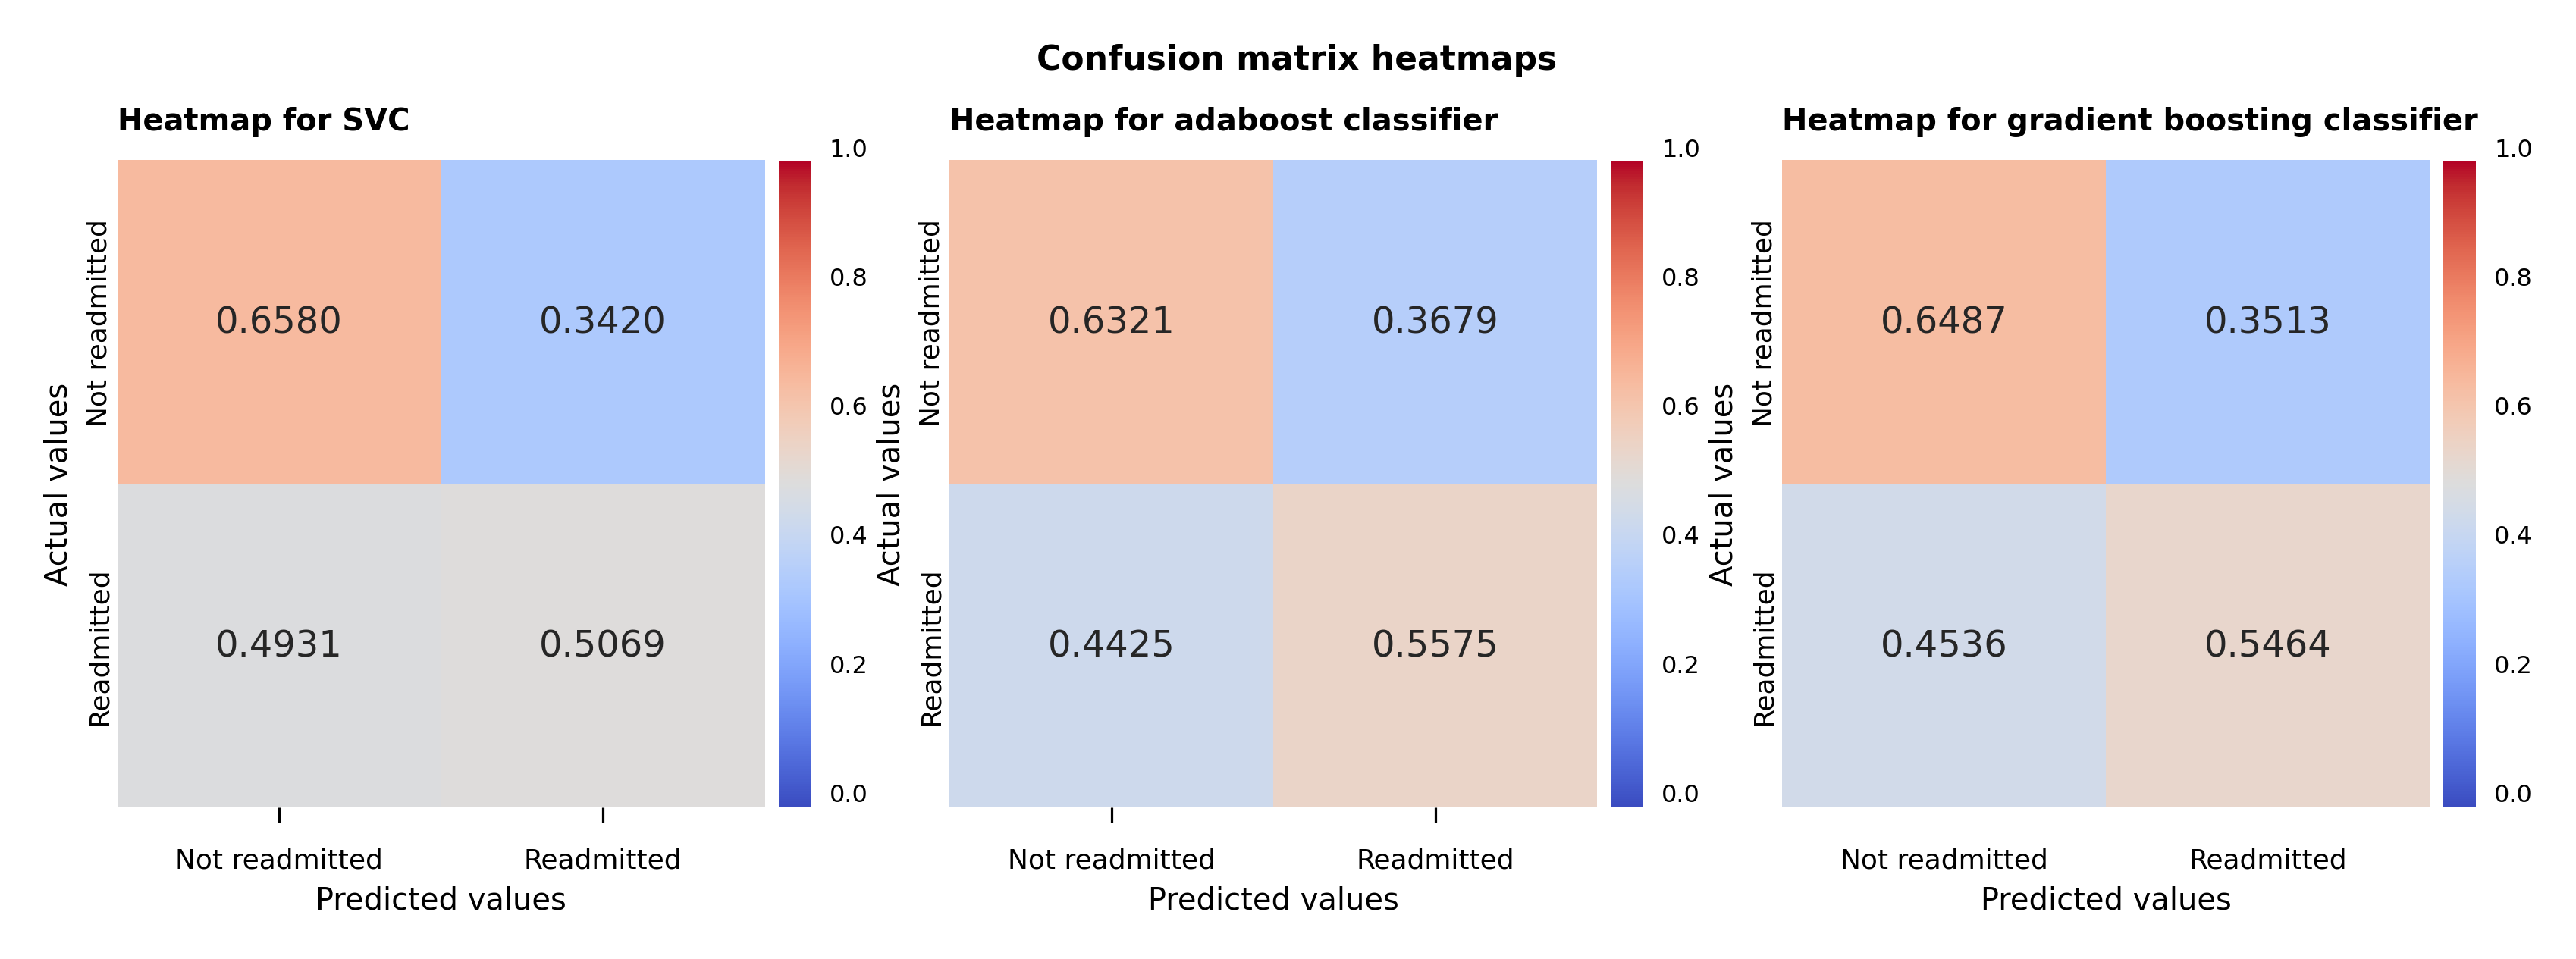 Confusion matrix heatmaps
Heatmap for SVC
Actual values
Not readmitted
Readmitted
0.6580 0.3420
0.4931 0.5069
1.0
0.8
0.6
0.4
0.2
0.0
Not readmitted Readmitted
Predicted values
Heatmap for adaboost classifier
Actual values
Not readmitted
Readmitted
0.6321 0.3679
0.4425 0.5575
1.0
0.8
0.6
0.4
0.2
0.0
Not readmitted Readmitted
Predicted values
Heatmap for gradient boosting classifier
Actual values
Not readmitted
Readmitted
0.6487 0.3513
0.4536 0.5464
1.0
0.8
0.6
0.4
0.2
0.0
Not readmitted Readmitted
Predicted values